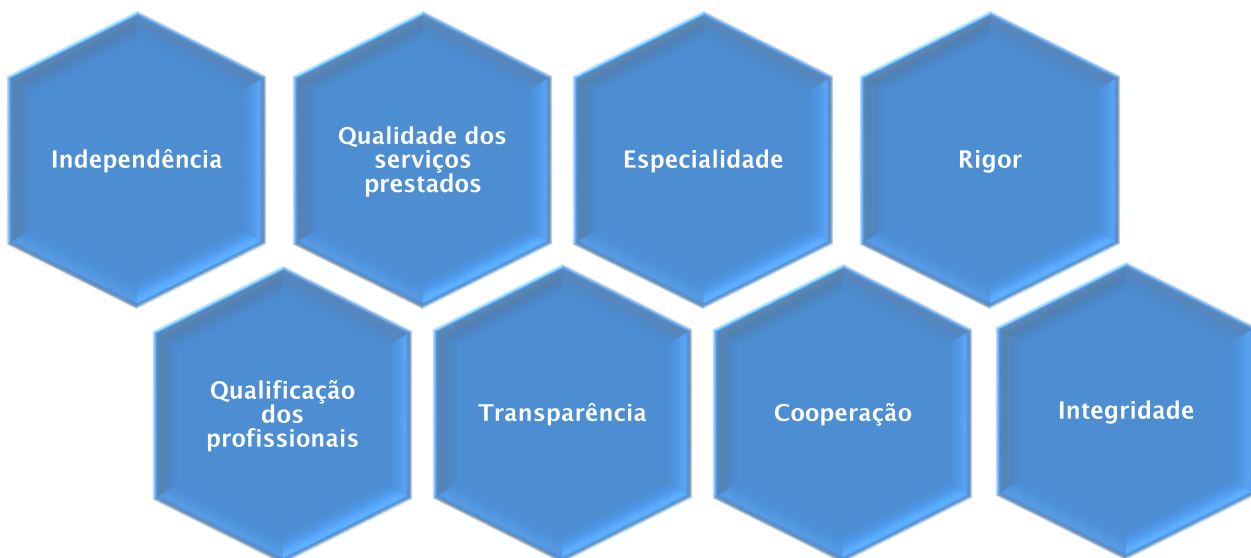 Independência
Qualidade dos
serviços
prestados
Especialidade
Rigor
Qualificação
dos
profissionais
Transparência
Cooperação
Integridade